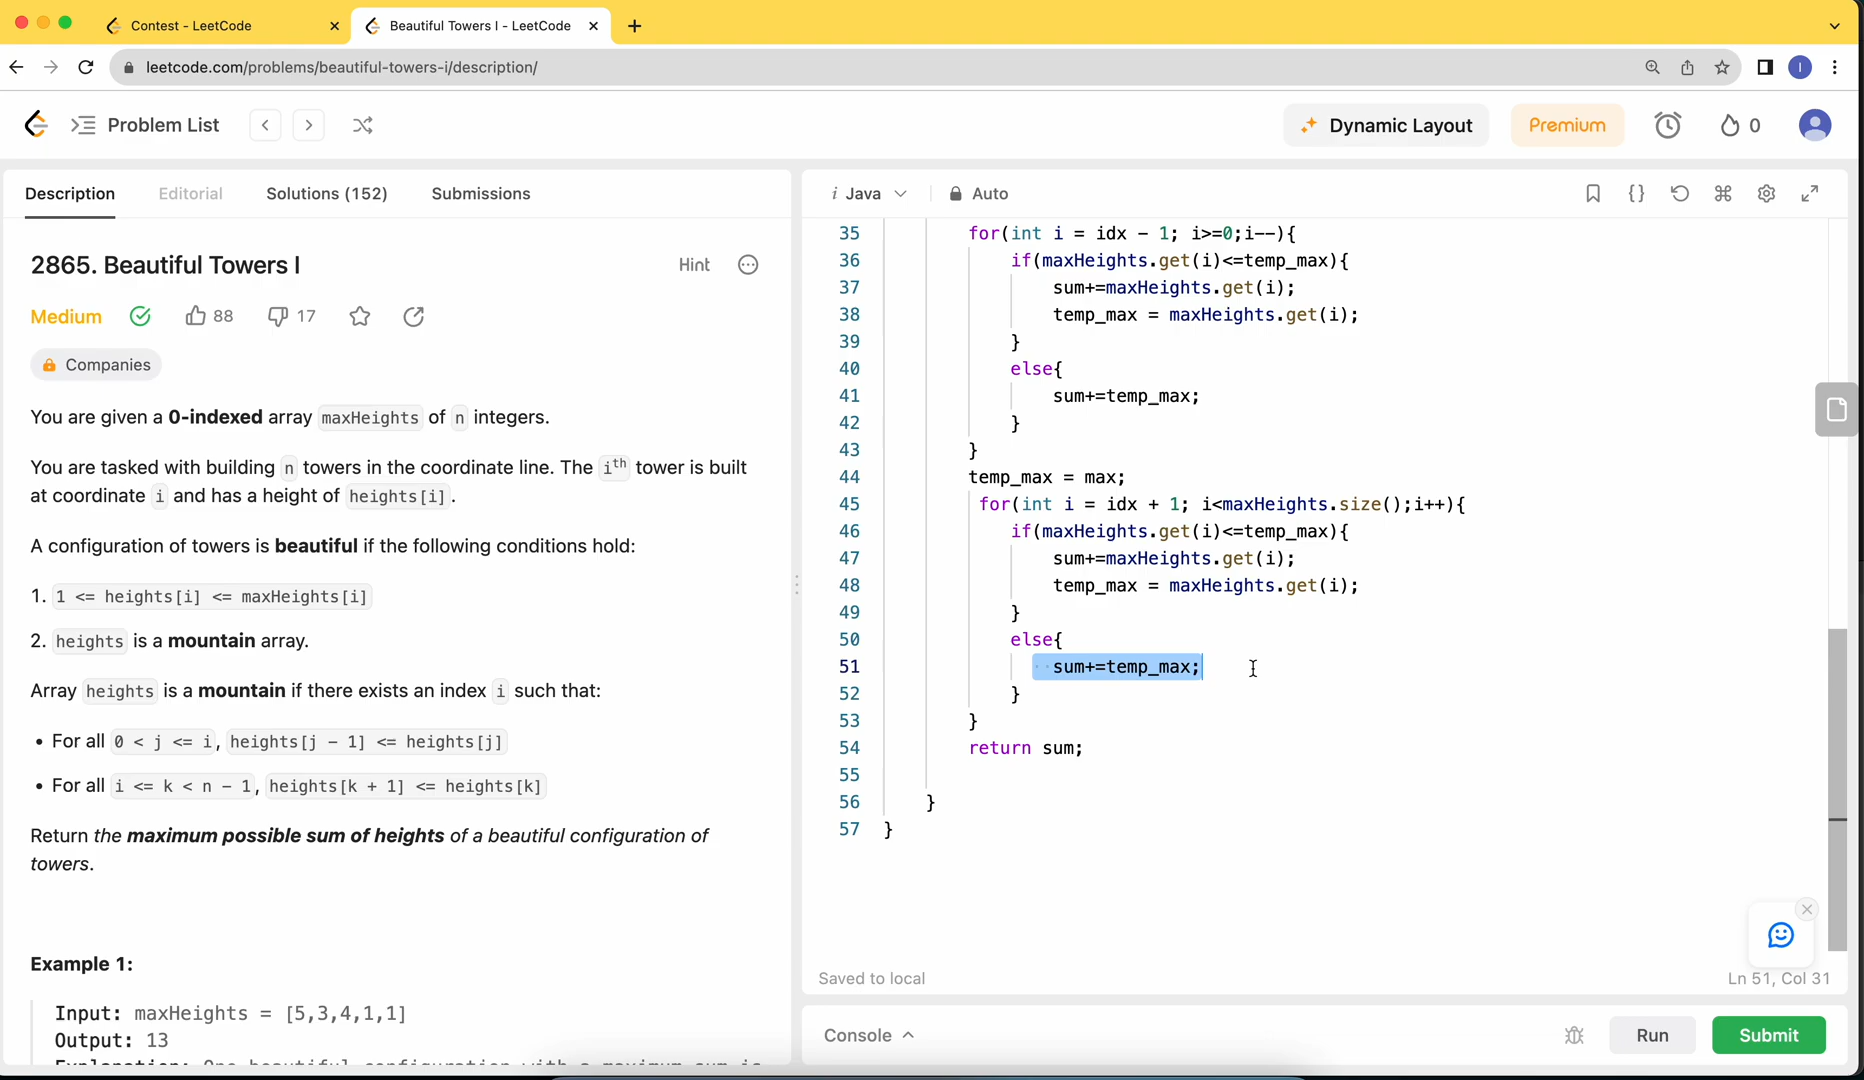 Contest - LeetCode
Beautiful Towers I - LeetCode
leetcode.com/problems/beautiful-towers-i/description/
I
Problem List
Dynamic Layout
Premium
0
Description
Editorial
Solutions (152)
Submissions
2865. Beautiful Towers I
Hint
Medium
88
17
Companies
You are given a 0-indexed array maxHeights of n integers.
You are tasked with building n towers in the coordinate line. The ith tower is built
at coordinate i and has a height of heights[i].
A configuration of towers is beautiful if the following conditions hold:
1. 1 <= heights[i] <= maxHeights[i]
2. heights is a mountain array.
Array heights is a mountain if there exists an index i such that:
• For all 0 < j <= i, heights[j - 1] <= heights[j]
• For all i <= k < n - 1, heights[k + 1] <= heights[k]
Return the maximum possible sum of heights of a beautiful configuration of
towers.
Example 1:
Input: maxHeights = [5,3,4,1,1]
Output: 13
Explanation: One beautiful configuration with a maximum sum is
i Java
Auto
35 for(int i = idx - 1; i>=0;i--){
36 if(maxHeights.get(i)<=temp_max){
37 sum+=maxHeights.get(i);
38 temp_max = maxHeights.get(i);
39 }
40 else{
41 sum+=temp_max;
42 }
43 }
44 temp_max = max;
45 for(int i = idx + 1; i<maxHeights.size();i++){
46 if(maxHeights.get(i)<=temp_max){
47 sum+=maxHeights.get(i);
48 temp_max = maxHeights.get(i);
49 }
50 else{
51 sum+=temp_max;
52 }
53 }
54 return sum;
55
56 }
57 }
Saved to local
Ln 51, Col 31
Console
Run
Submit